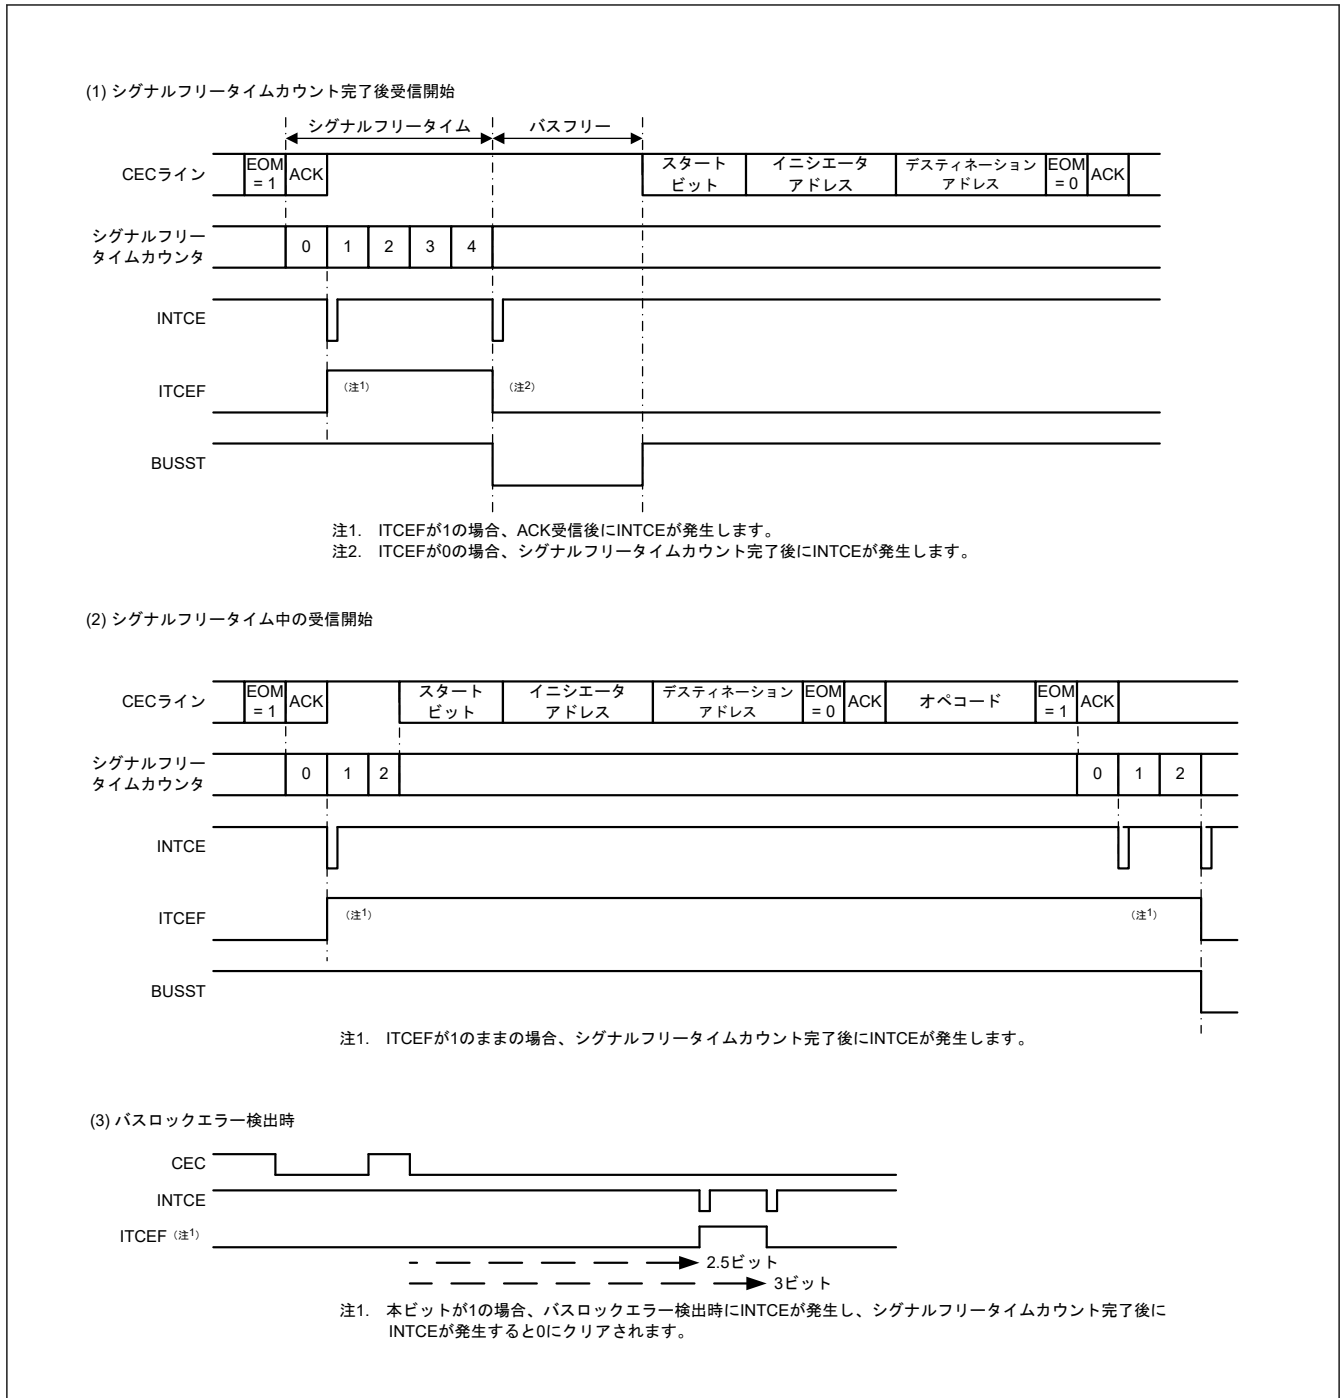 (1) シグナルフリータイムカウント完了後受信開始
シグナルフリータイム バスフリー
CECライン
EOM
= 1
ACK
スタート
ビット
イニシエータ
アドレス
デスティネーション
アドレス
EOM
= 0
ACK
シグナルフリー
タイムカウンタ
0 1 2 3 4
INTCE
ITCEF
（注1）
（注2）
BUSST
注1. ITCEFが1の場合、ACK受信後にINTCEが発生します。
注2. ITCEFが0の場合、シグナルフリータイムカウント完了後にINTCEが発生します。
(2) シグナルフリータイム中の受信開始
CECライン
EOM
= 1
ACK
スタート
ビット
イニシエータ
アドレス
デスティネーション
アドレス
EOM
= 0
ACK
オペコード
EOM
= 1
ACK
シグナルフリー
タイムカウンタ
0 1 2 0 1 2
INTCE
ITCEF
（注1）
（注1）
BUSST
注1. ITCEFが1のままの場合、シグナルフリータイムカウント完了後にINTCEが発生します。
(3) バスロックエラー検出時
CEC
INTCE
ITCEF（注1）
2.5ビット
3ビット
注1. 本ビットが1の場合、バスロックエラー検出時にINTCEが発生し、シグナルフリータイムカウント完了後に
INTCEが発生すると0にクリアされます。